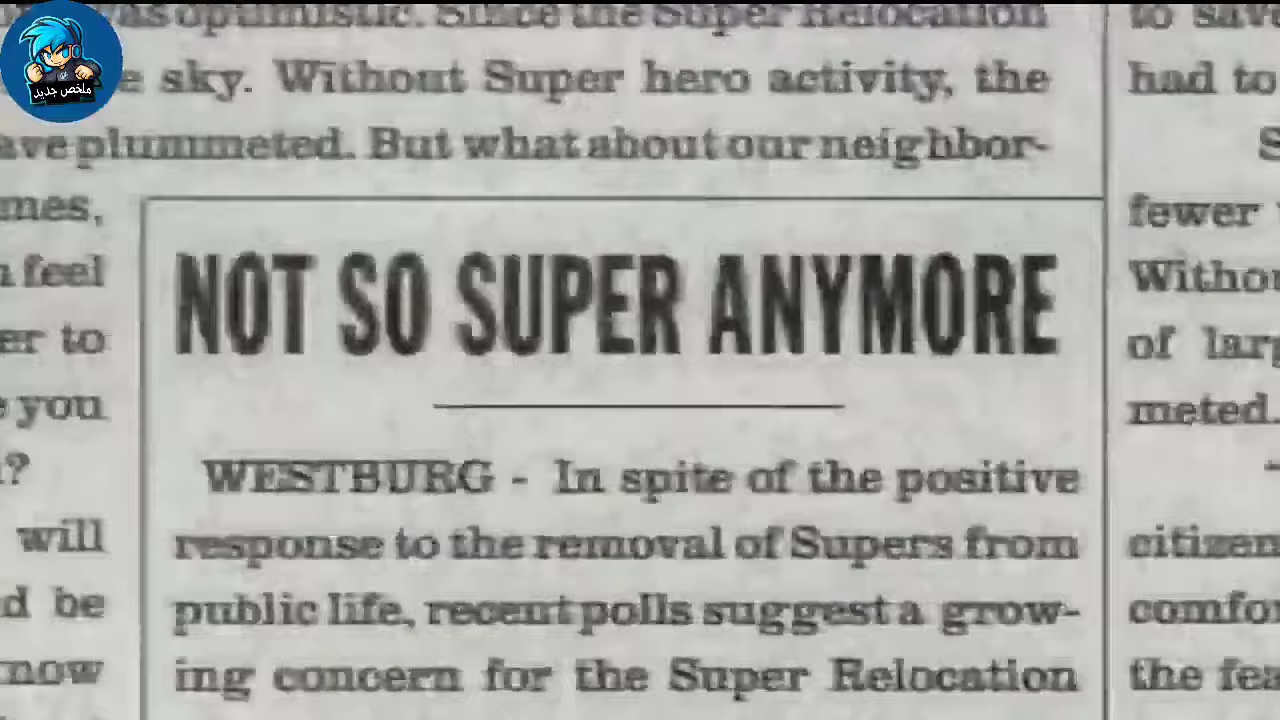 ملخص جديد
was optimistic. Since the Super Relocation
sky. Without Super hero activity, the
ave plummeted. But what about our neighbor-
mes,
feel
er to
you
?
will
d be
now
NOT SO SUPER ANYMORE
WESTBURG - In spite of the positive
response to the removal of Supers from
public life, recent polls suggest a grow-
ing concern for the Super Relocation
to save
had to
S
fewer
Withou
of larg
meted.
citizen
comfor
the fea